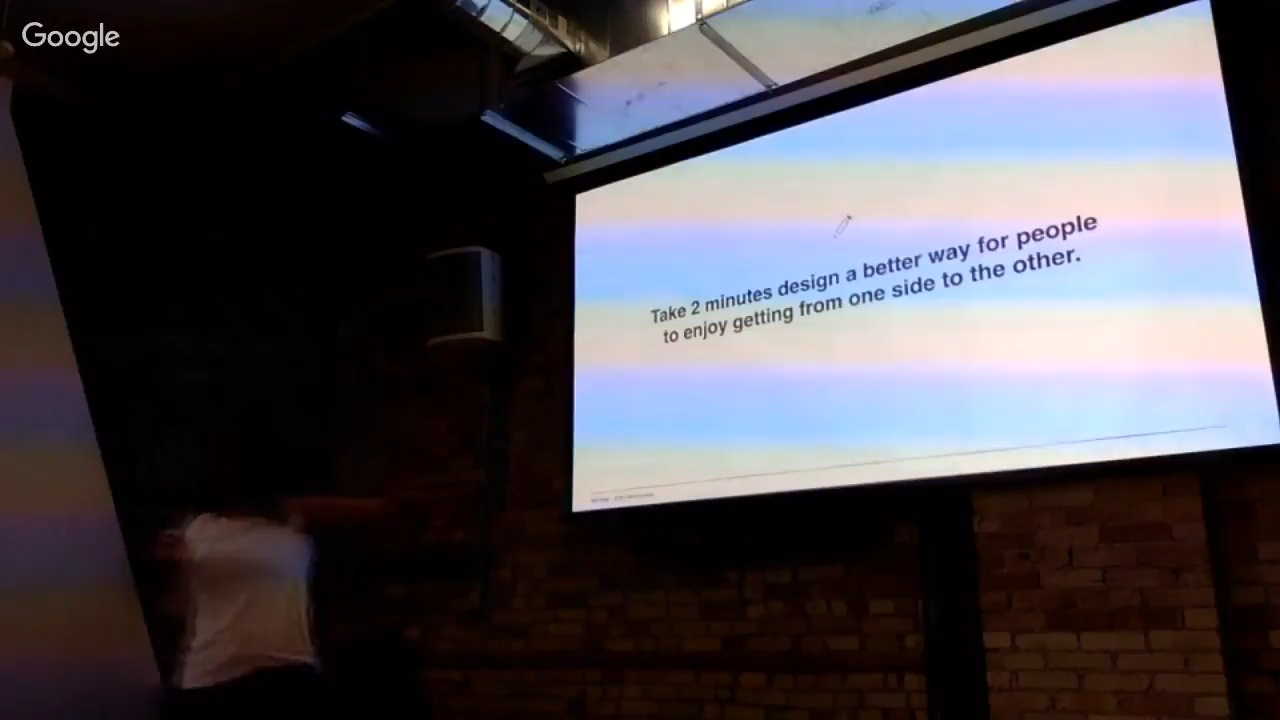 Google
Take 2 minutes design a better way for people
to enjoy getting from one side to the other.